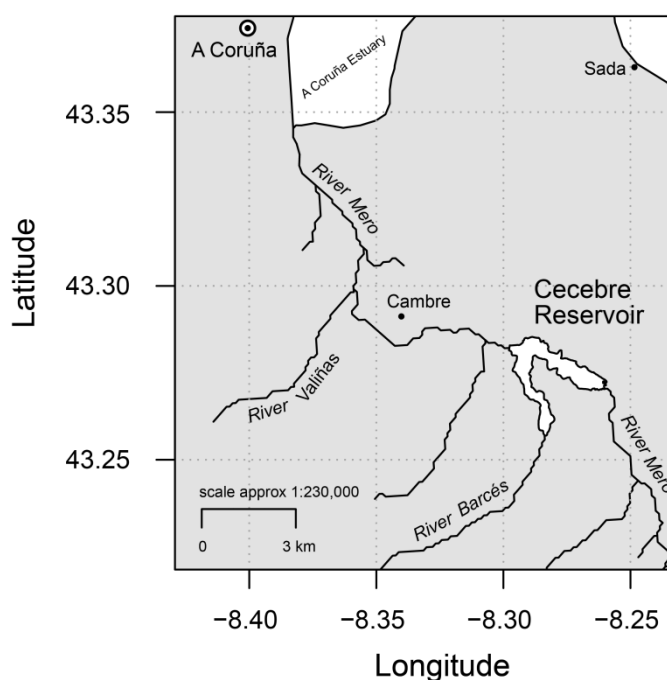 A Coruña
A Coruña Estuary
Sada
43.35
River Mero
Latitude
43.30
Cambre
Cecebre
Reservoir
River Valiñas
43.25
River Mero
scale approx 1:230,000
River Barcés
0 3 km
−8.40 −8.35 −8.30 −8.25
Longitude